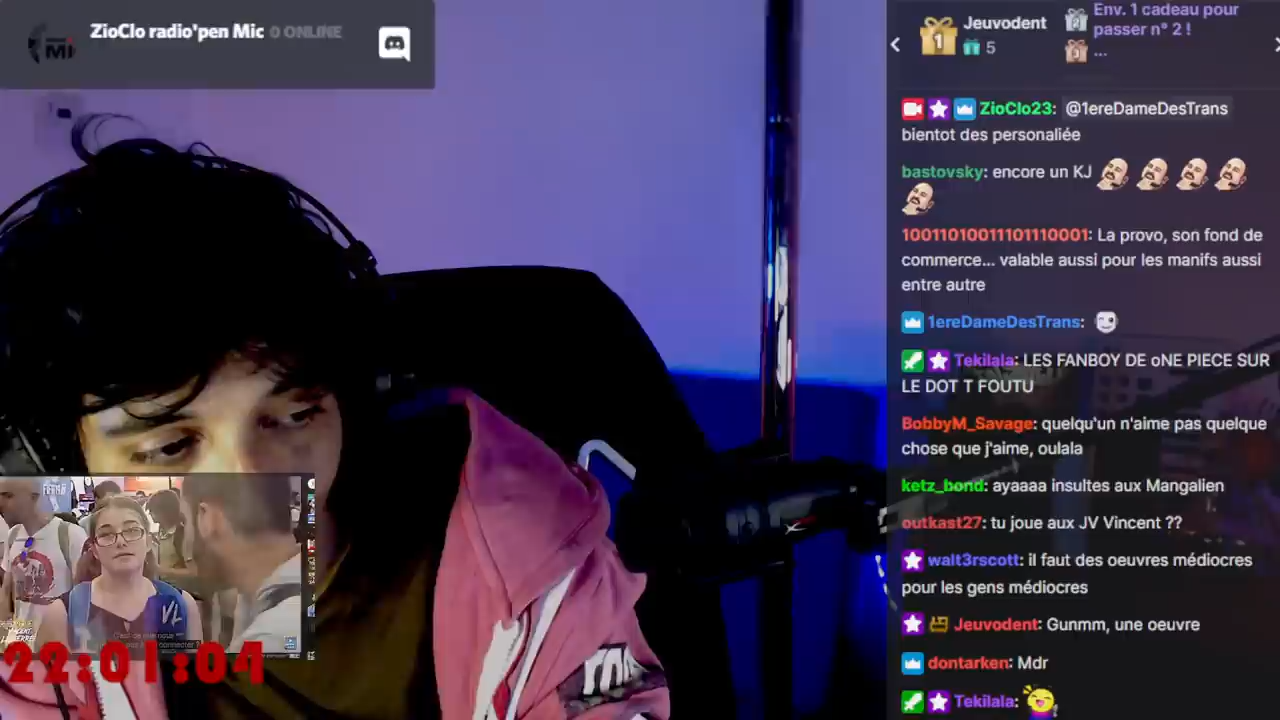 ZioClo radio'pen Mic 0 ONLINE
MI
Jeuvodent
1
5
Env. 1 cadeau pour
passer n° 2 !
...
ZioClo23: @1ereDameDesTrans
bientot des personaliée
bastovsky: encore un KJ
10011010011101110001: La provo, son fond de
commerce... valable aussi pour les manifs aussi
entre autre
1ereDameDesTrans:
Tekilala: LES FANBOY DE oNE PIECE SUR
LE DOT T FOUTU
BobbyM_Savage: quelqu'un n'aime pas quelque
chose que j'aime, oulala
ketz_bond: ayaaaa insultes aux Mangalien
outkast27: tu joue aux JV Vincent ??
walt3rscott: il faut des oeuvres médiocres
pour les gens médiocres
Jeuvodent: Gunmm, une oeuvre
dontarken: Mdr
Tekilala:
VL
22:01:04